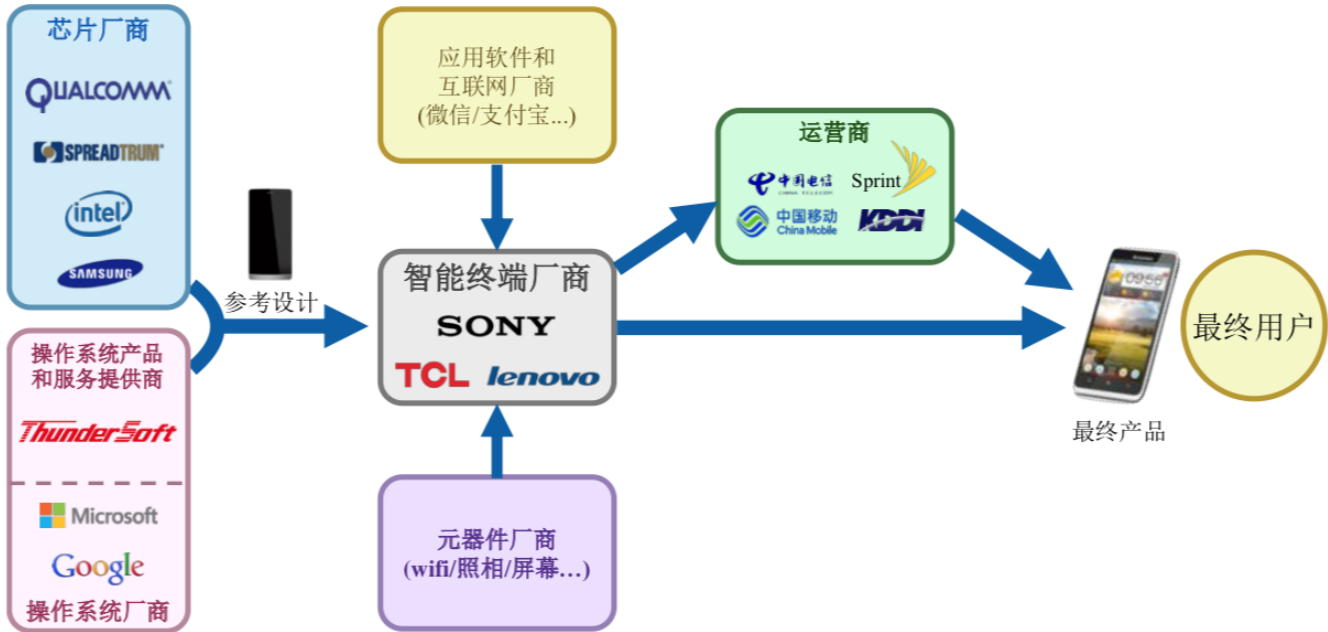 芯片厂商
QUALCOMM
SPREADTRUM
intel
SAMSUNG
操作系统产品
和服务提供商
ThunderSoft
Microsoft
Google
操作系统厂商
参考设计
应用软件和
互联网厂商
(微信/支付宝...)
智能终端厂商
SONY
TCL lenovo
元器件厂商
(wifi/照相/屏幕…)
运营商
中国电信 Sprint
CHINA TELECOM
中国移动 KDDI
China Mobile
09:56
最终产品
最终用户